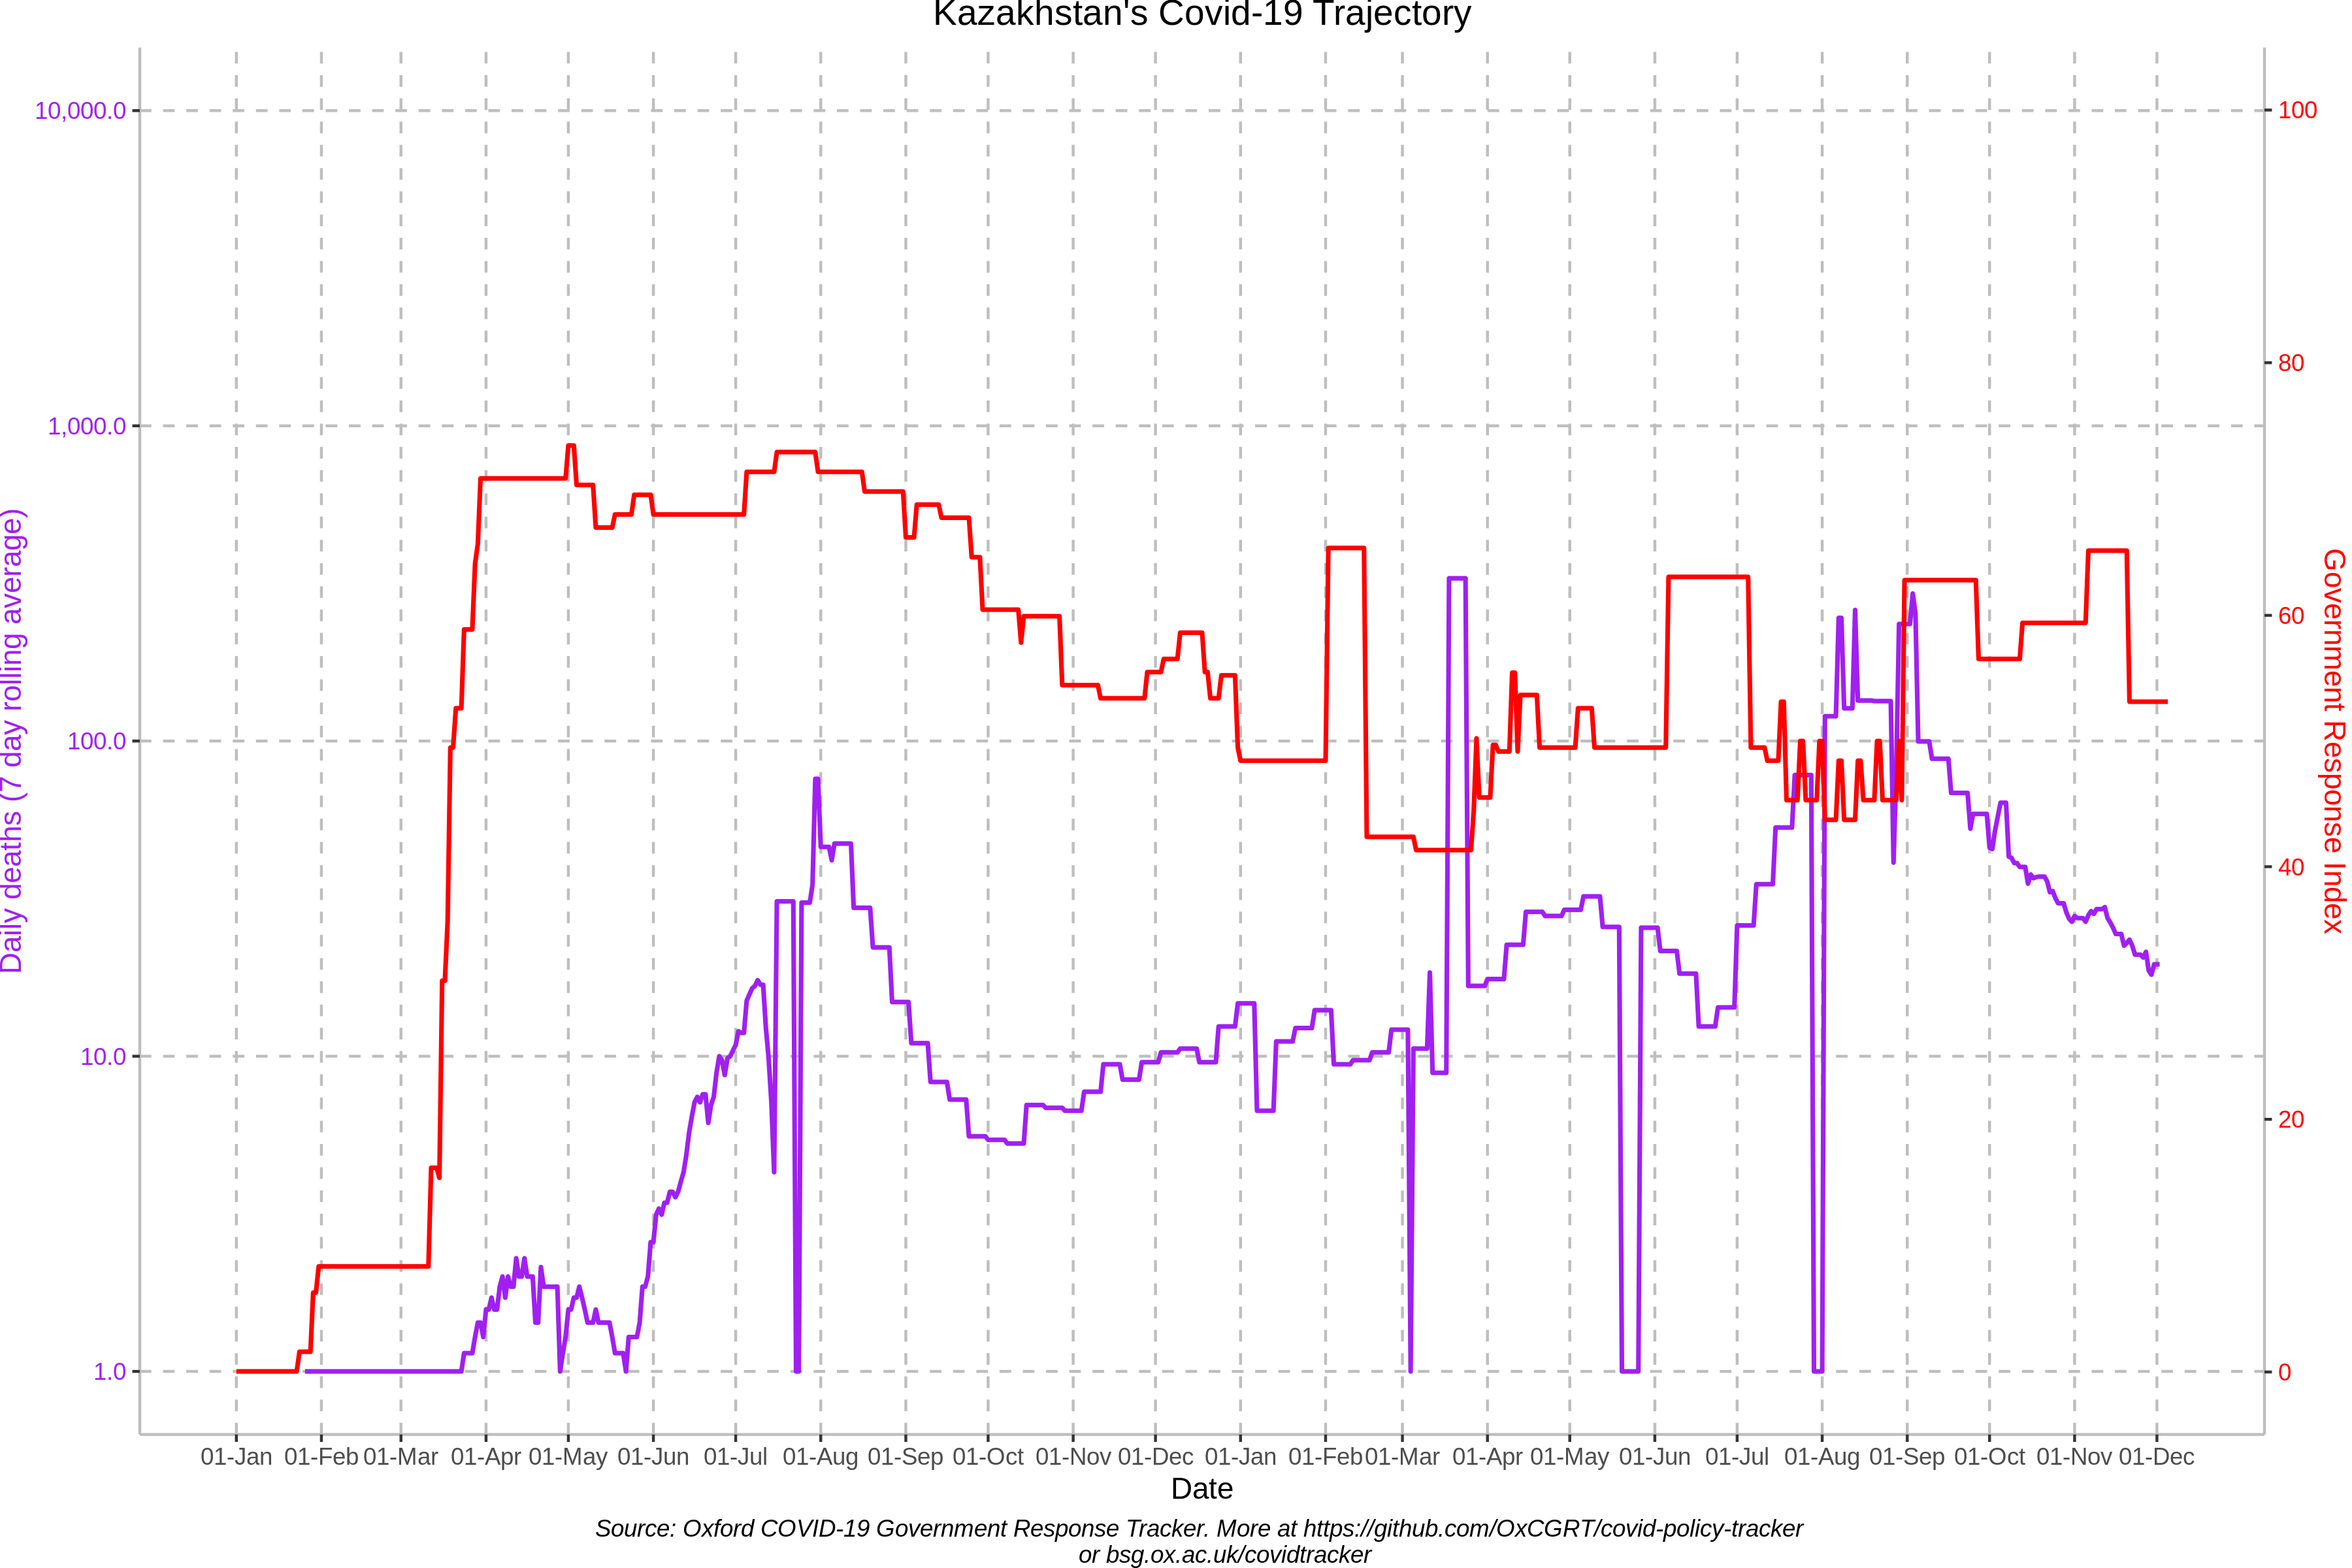 Kazakhstan's Covid-19 Trajectory
10,000.0
1,000.0
100.0
10.0
1.0
Daily deaths (7 day rolling average)
100
80
60
40
20
0
Government Response Index
01-Jan 01-Feb 01-Mar 01-Apr 01-May 01-Jun 01-Jul 01-Aug 01-Sep 01-Oct 01-Nov 01-Dec 01-Jan 01-Feb 01-Mar 01-Apr 01-May 01-Jun 01-Jul 01-Aug 01-Sep 01-Oct 01-Nov 01-Dec
Date
Source: Oxford COVID-19 Government Response Tracker. More at https://github.com/OxCGRT/covid-policy-tracker
or bsg.ox.ac.uk/covidtracker